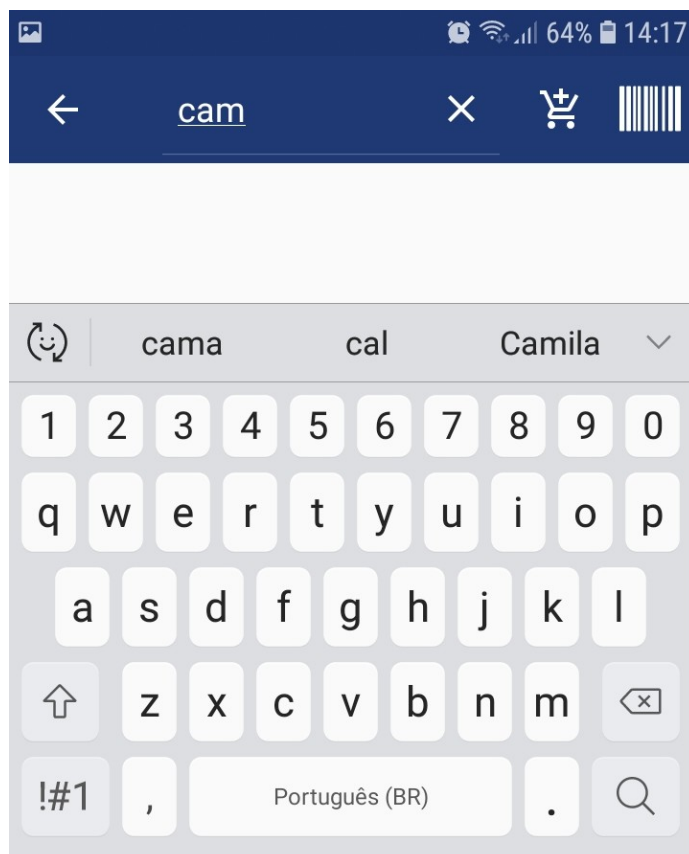 64% 14:17
cam
cama cal Camila
1 2 3 4 5 6 7 8 9 0
q w e r t y u i o p
a s d f g h j k l
z x c v b n m
!#1 , Português (BR) .